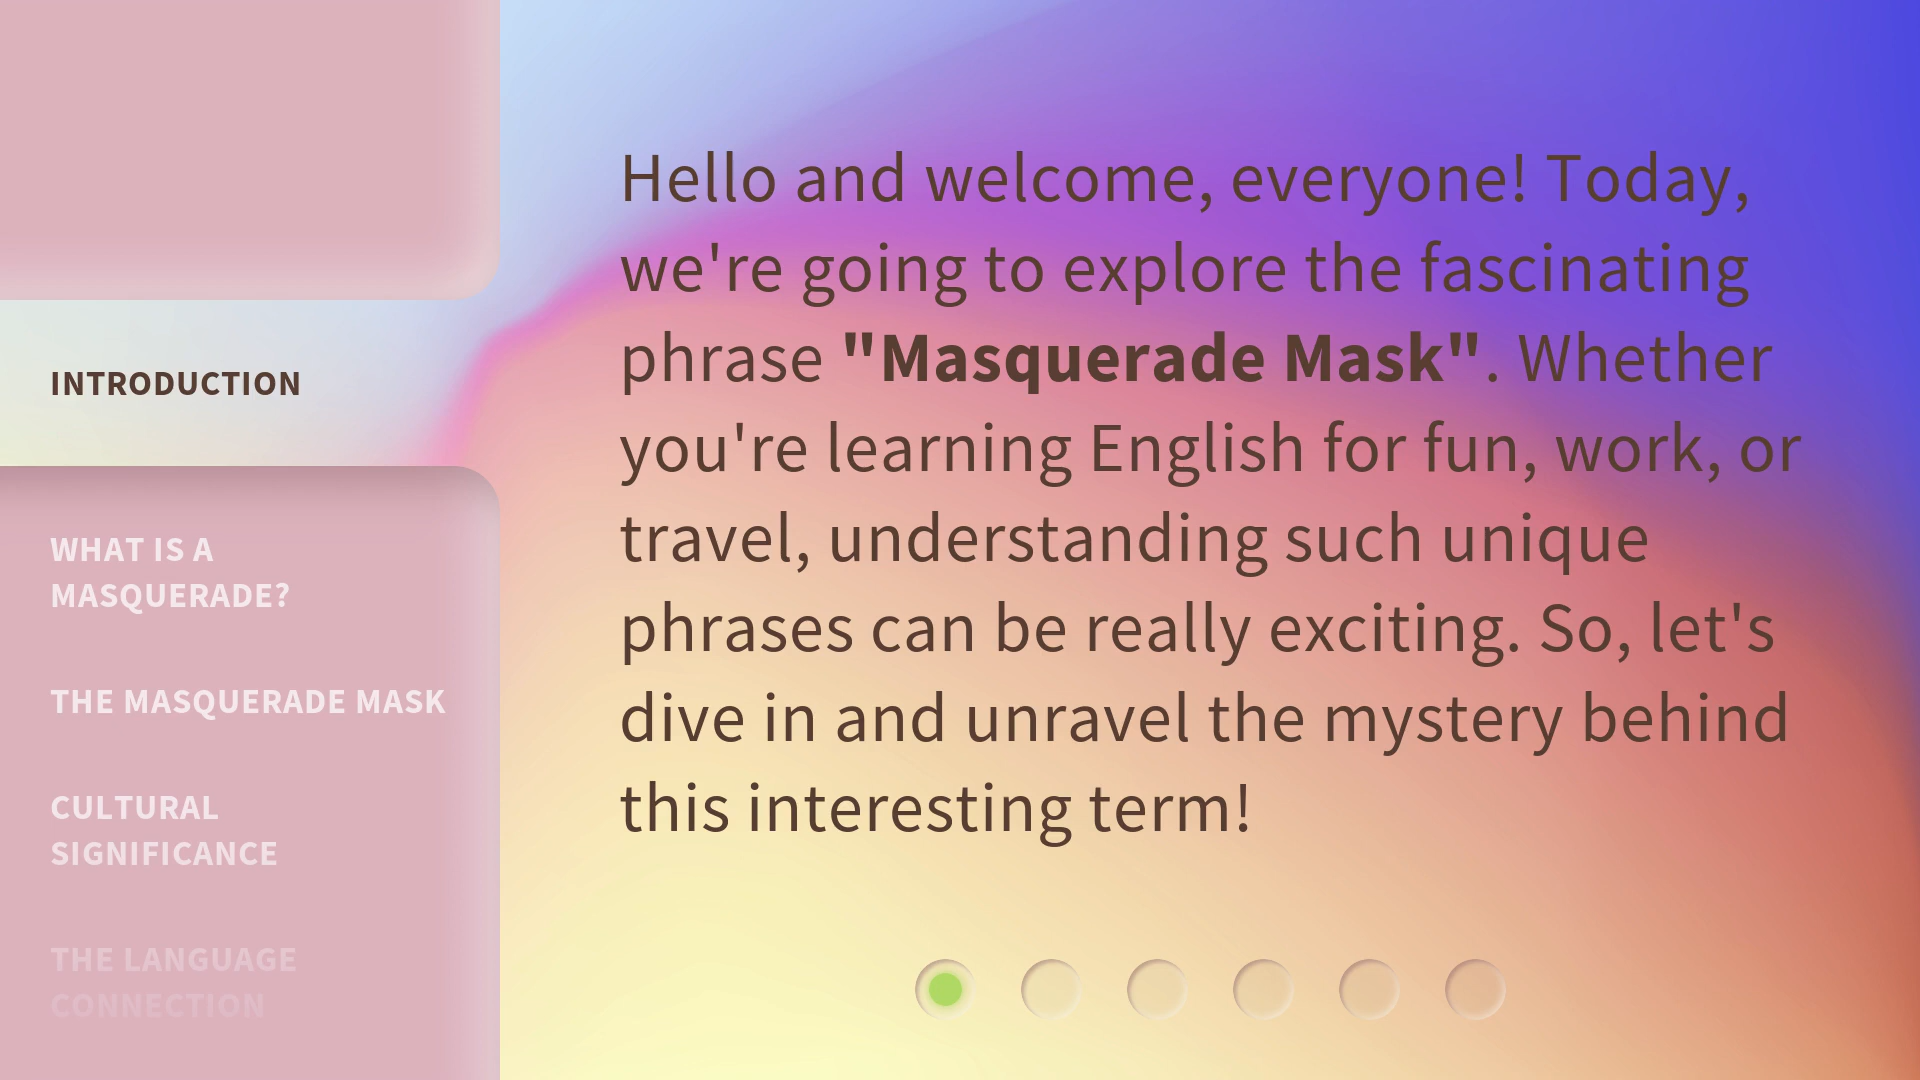 INTRODUCTION
WHAT IS A
MASQUERADE?
THE MASQUERADE MASK
CULTURAL
SIGNIFICANCE
THE LANGUAGE
CONNECTION
Hello and welcome, everyone! Today,
we're going to explore the fascinating
phrase "Masquerade Mask". Whether
you're learning English for fun, work, or
travel, understanding such unique
phrases can be really exciting. So, let's
dive in and unravel the mystery behind
this interesting term!